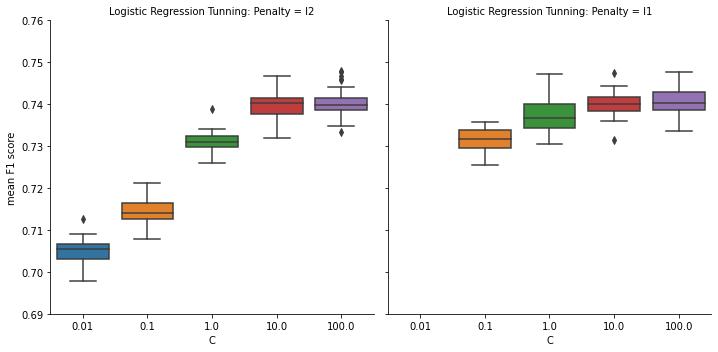 Logistic Regression Tunning: Penalty = l2
Logistic Regression Tunning: Penalty = l1
0.76
0.75
0.74
0.73
0.72
0.71
0.70
0.69
mean F1 score
0.01 0.1 1.0 10.0 100.0
C
0.01 0.1 1.0 10.0 100.0
C